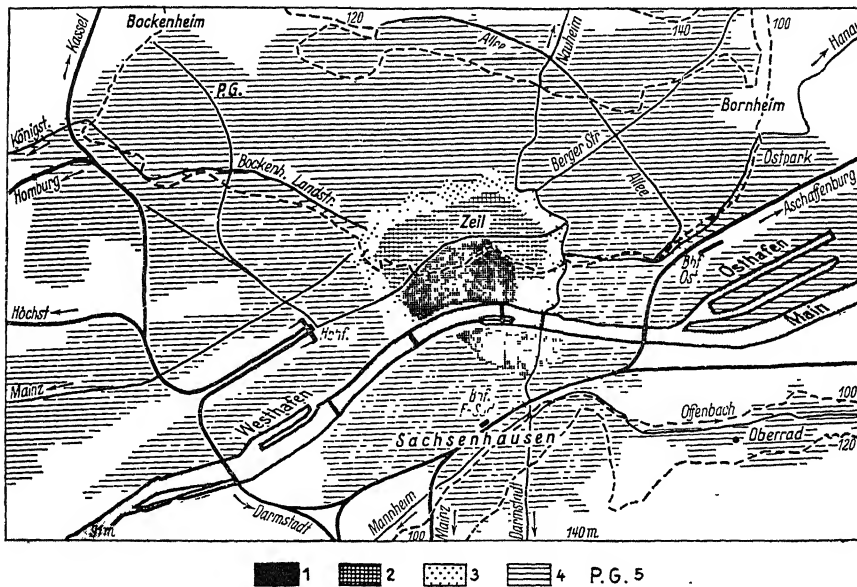 Kassel
Bockenheim
120
Allee
Nauheim
140
100
Hanau
P.G.
Bornheim
Königst.
Berger Str
Ostpark
Homburg
Bockenh. Landstr.
Allee
Aschaffenburg
Zeil
Bhf
Ost
Osthafen
Höchst
Hbhf.
Main
Mainz
Westhafen
Bhf.
Offenbach
100
Sachsenhausen
Oberrad
120
91m.
Darmstadt
Mannheim
100
Mainz
Darmstadt
140 m.
1 2 3 4 P.G. 5